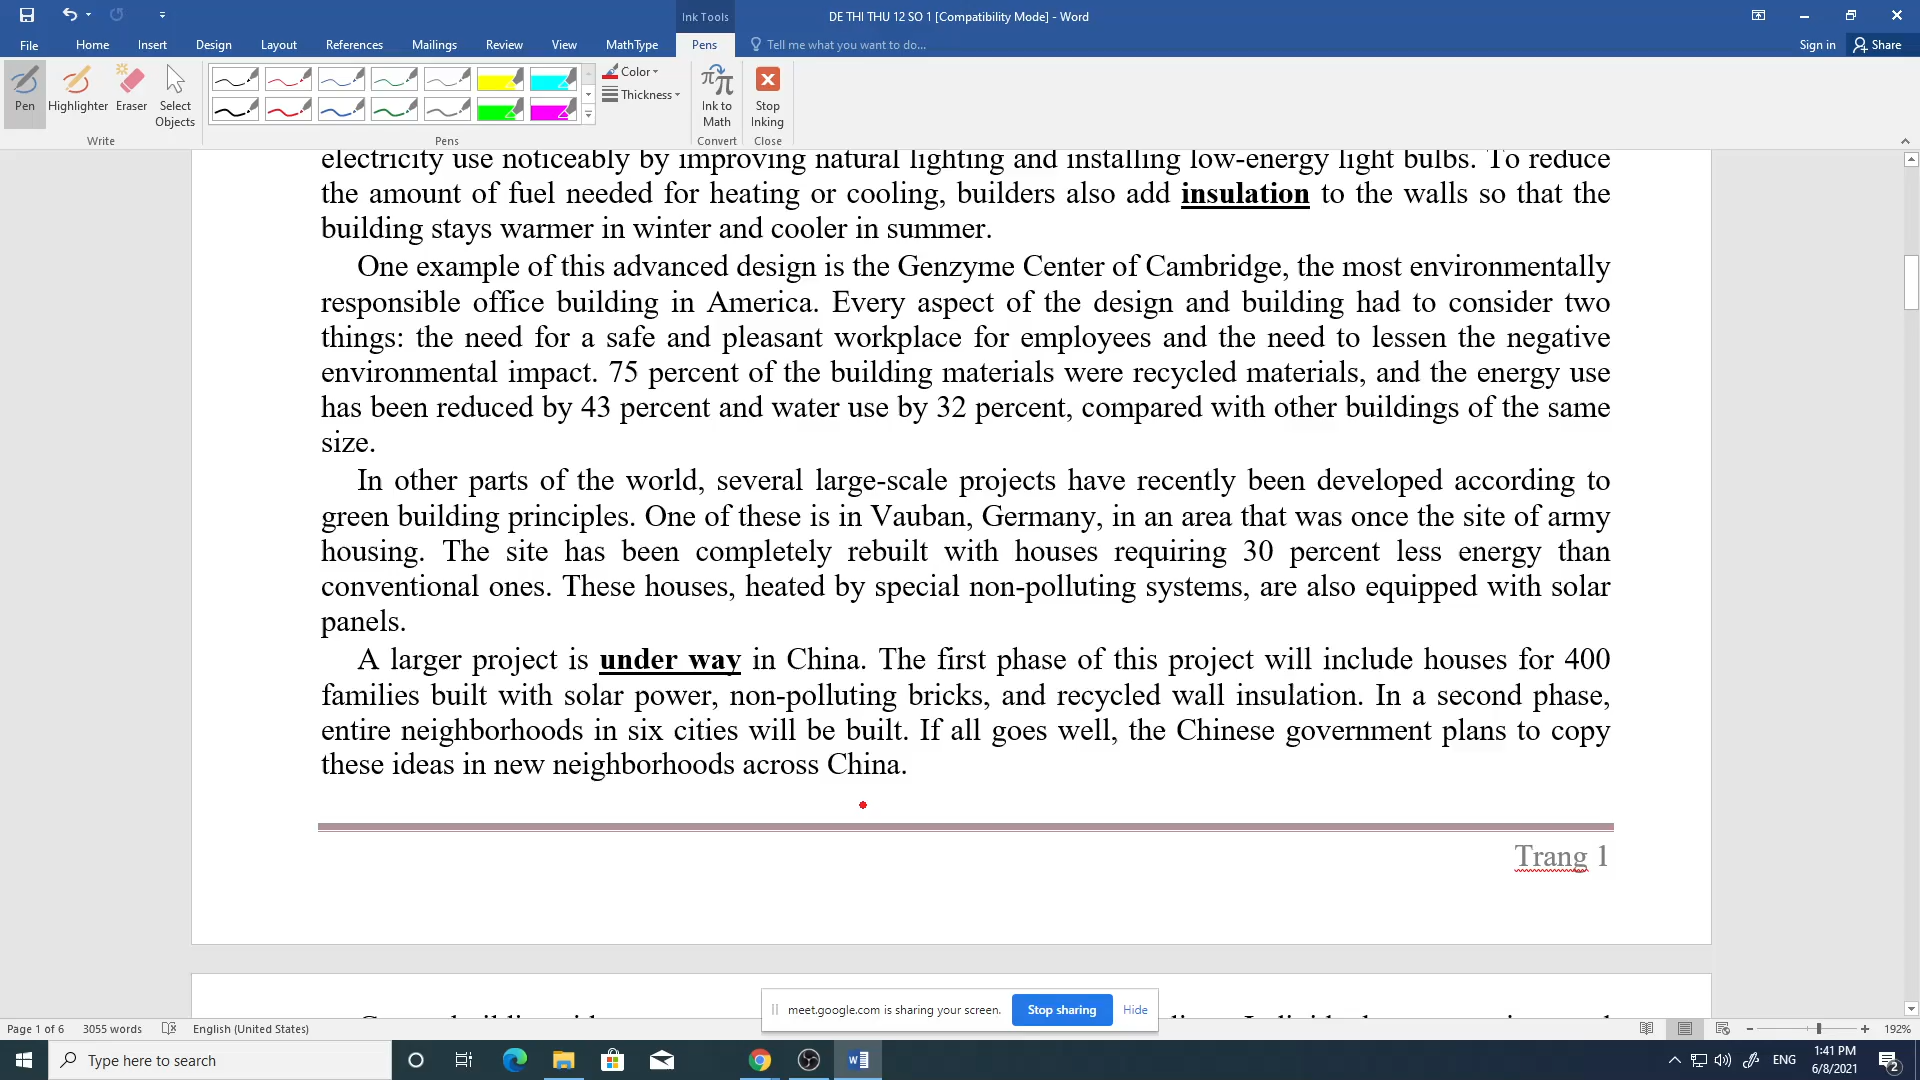 Ink Tools
DE THI THU 12 SO 1 [Compatibility Mode] - Word
File Home Insert Design Layout References Mailings Review View MathType Pens Tell me what you want to do... Sign in Share
Pen Highlighter Eraser Select Objects
Color
Thickness
Ink to Math
Stop Inking
Write Pens Convert Close
electricity use noticeably by improving natural lighting and installing low-energy light bulbs. To reduce
the amount of fuel needed for heating or cooling, builders also add insulation to the walls so that the
building stays warmer in winter and cooler in summer.
One example of this advanced design is the Genzyme Center of Cambridge, the most environmentally
responsible office building in America. Every aspect of the design and building had to consider two
things: the need for a safe and pleasant workplace for employees and the need to lessen the negative
environmental impact. 75 percent of the building materials were recycled materials, and the energy use
has been reduced by 43 percent and water use by 32 percent, compared with other buildings of the same
size.
In other parts of the world, several large-scale projects have recently been developed according to
green building principles. One of these is in Vauban, Germany, in an area that was once the site of army
housing. The site has been completely rebuilt with houses requiring 30 percent less energy than
conventional ones. These houses, heated by special non-polluting systems, are also equipped with solar
panels.
A larger project is under way in China. The first phase of this project will include houses for 400
families built with solar power, non-polluting bricks, and recycled wall insulation. In a second phase,
entire neighborhoods in six cities will be built. If all goes well, the Chinese government plans to copy
these ideas in new neighborhoods across China.
Trang 1
meet.google.com is sharing your screen. Stop sharing Hide
Page 1 of 6 3055 words English (United States) 192%
Type here to search
ENG
1:41 PM
6/8/2021
2